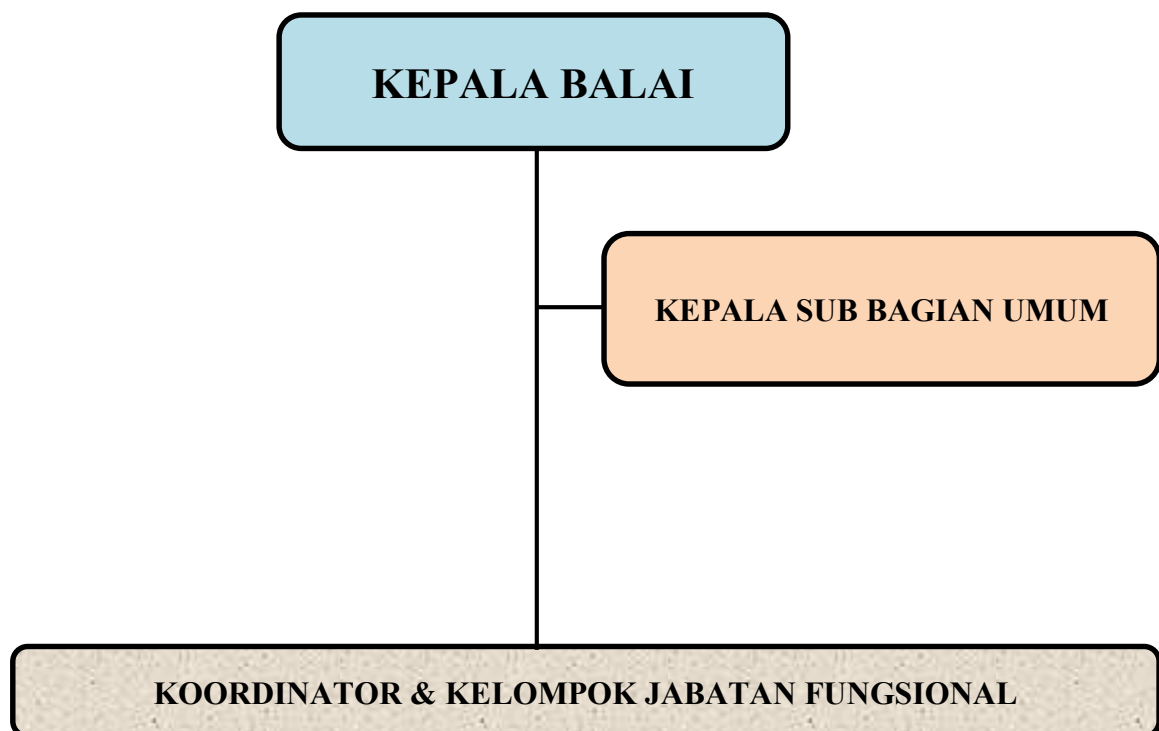 KEPALA BALAI
KEPALA SUB BAGIAN UMUM
KOORDINATOR & KELOMPOK JABATAN FUNGSIONAL